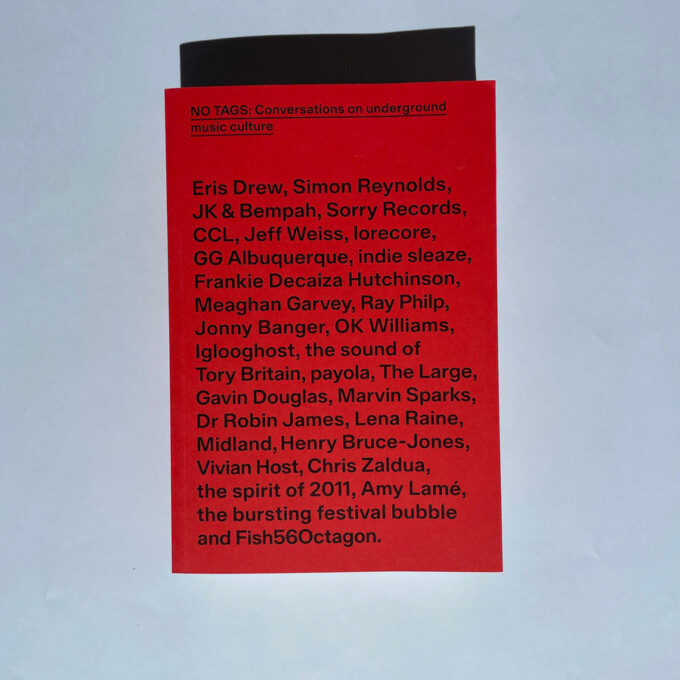 NO TAGS: Conversations on underground
music culture
Eris Drew, Simon Reynolds,
JK & Bempah, Sorry Records,
CCL, Jeff Weiss, lorecore,
GG Albuquerque, indie sleaze,
Frankie Decaiza Hutchinson,
Meaghan Garvey, Ray Philp,
Jonny Banger, OK Williams,
Iglooghost, the sound of
Tory Britain, payola, The Large,
Gavin Douglas, Marvin Sparks,
Dr Robin James, Lena Raine,
Midland, Henry Bruce-Jones,
Vivian Host, Chris Zaldua,
the spirit of 2011, Amy Lamé,
the bursting festival bubble
and Fish56Octagon.